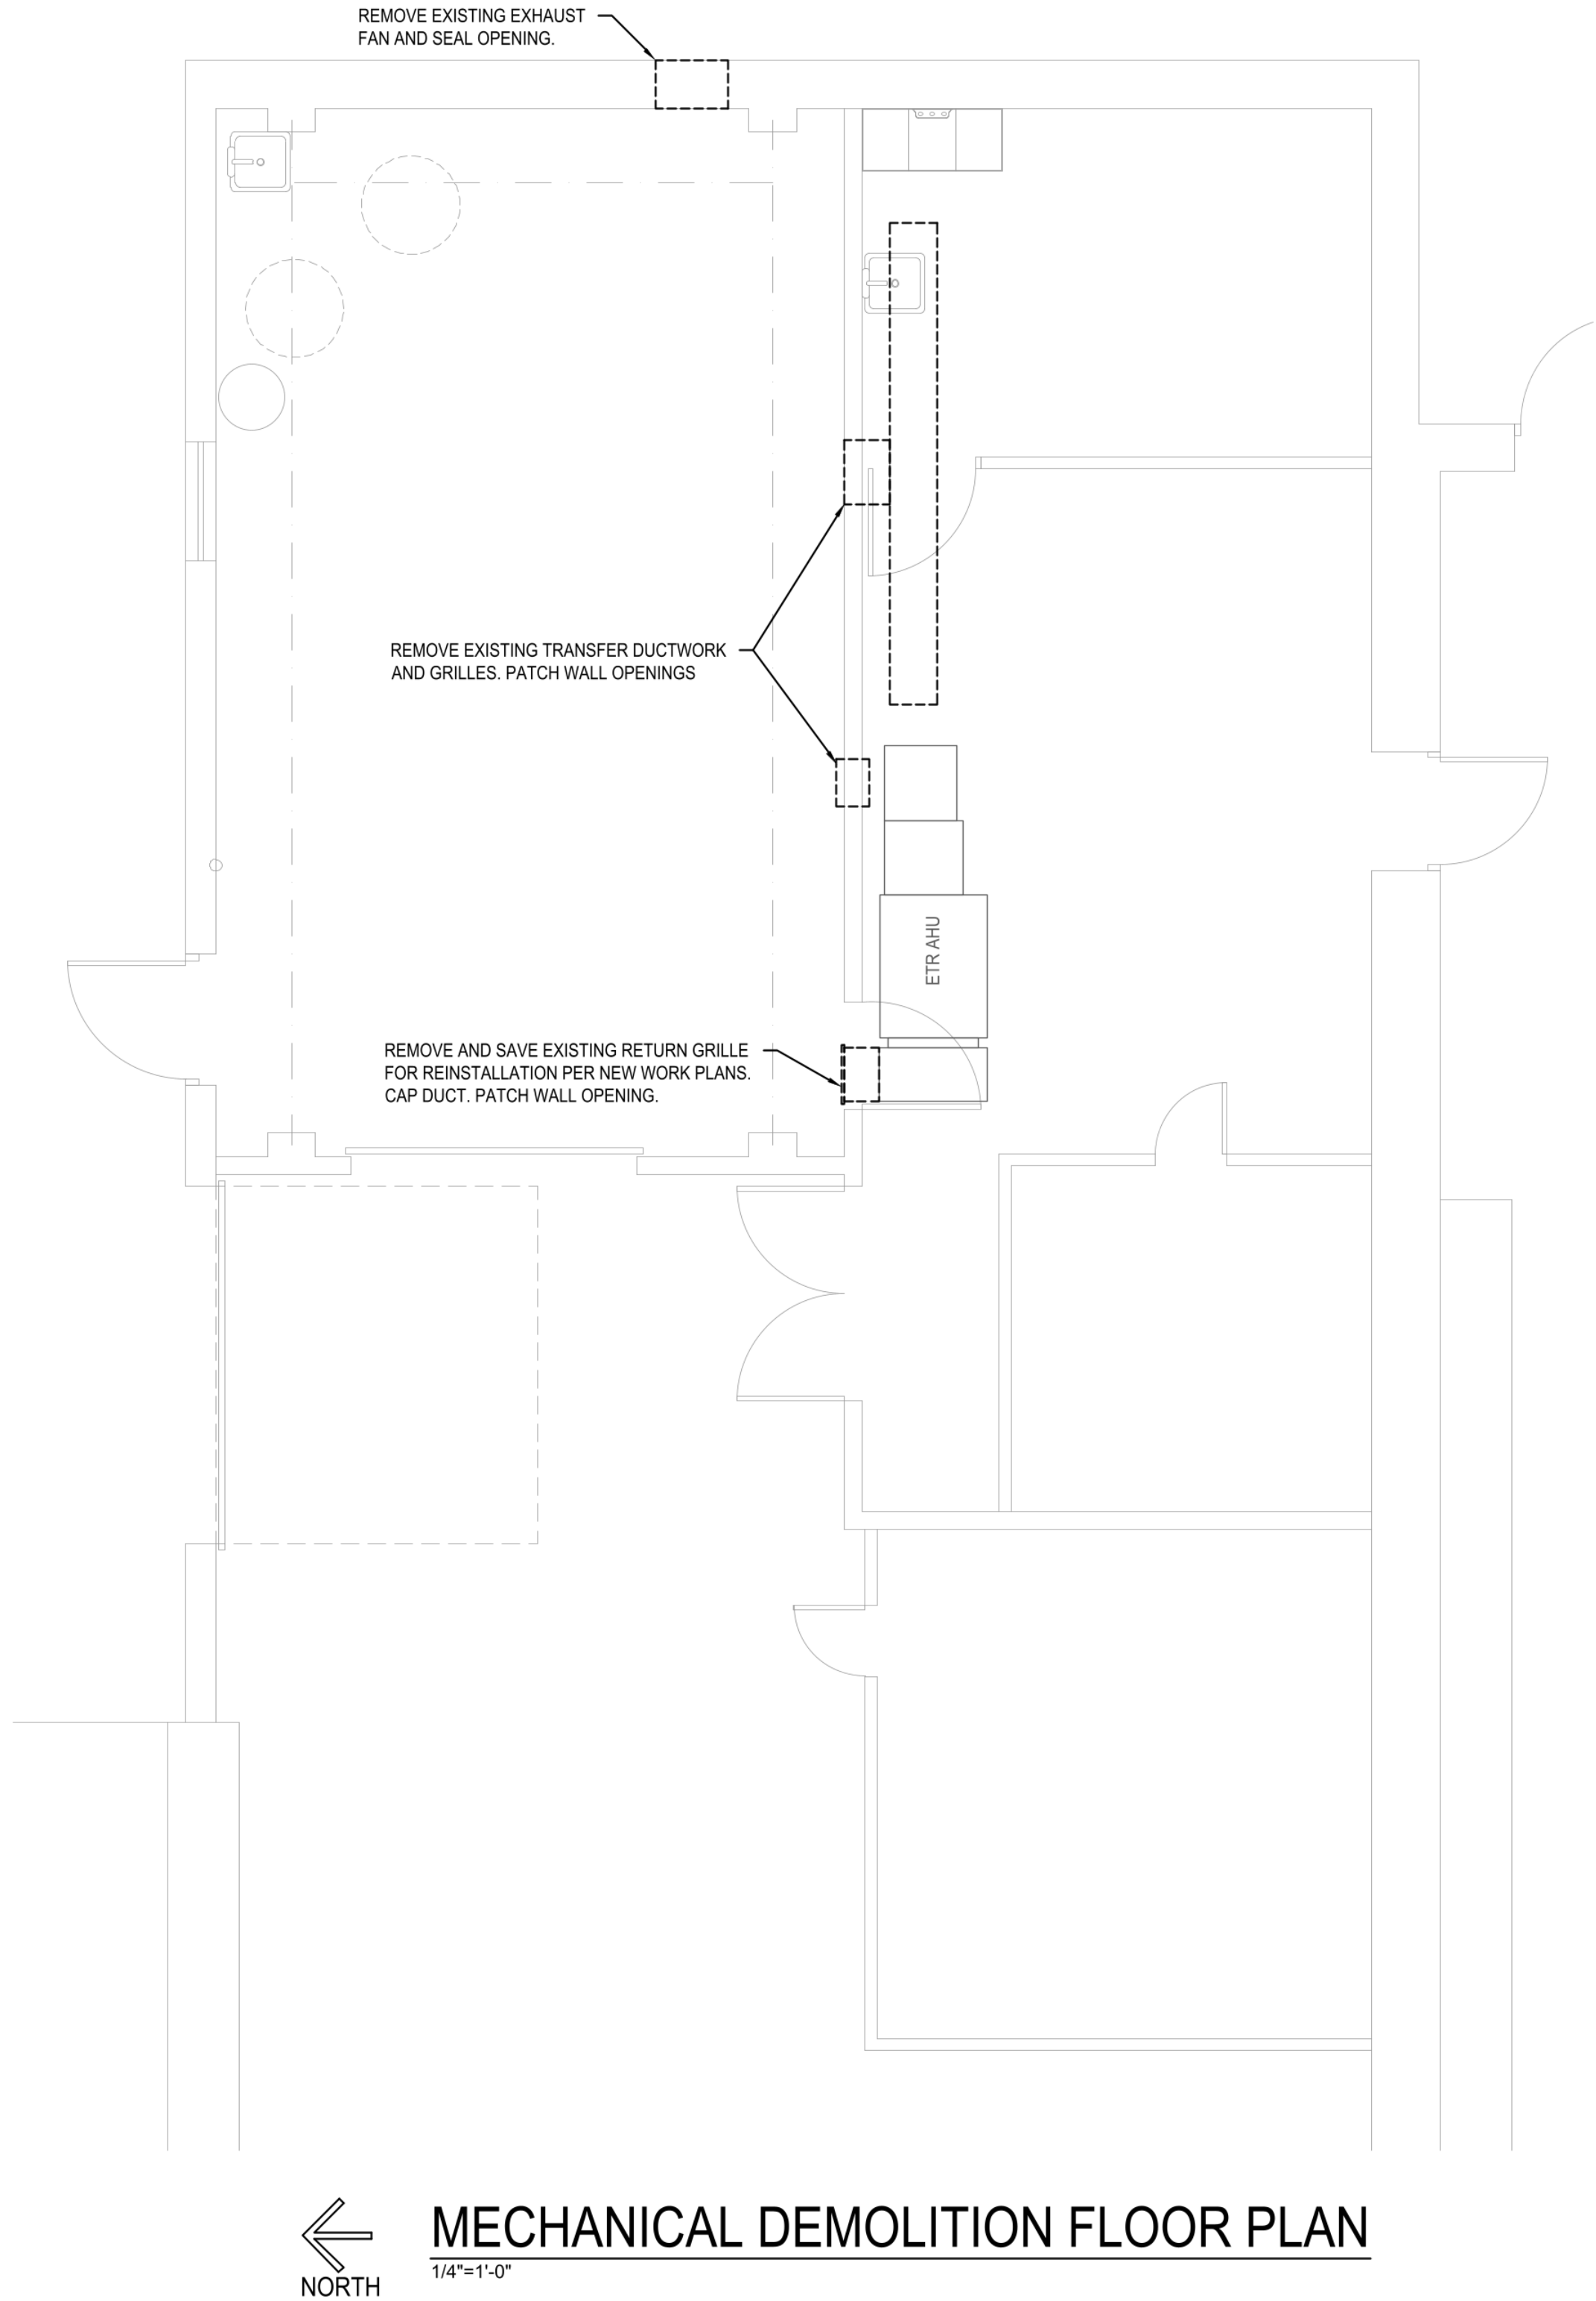 REMOVE EXISTING EXHAUST
FAN AND SEAL OPENING.
REMOVE EXISTING TRANSFER DUCTWORK
AND GRILLES. PATCH WALL OPENINGS
ETR AHU
REMOVE AND SAVE EXISTING RETURN GRILLE
FOR REINSTALLATION PER NEW WORK PLANS.
CAP DUCT. PATCH WALL OPENING.
MECHANICAL DEMOLITION FLOOR PLAN
1/4"=1'-0"
NORTH